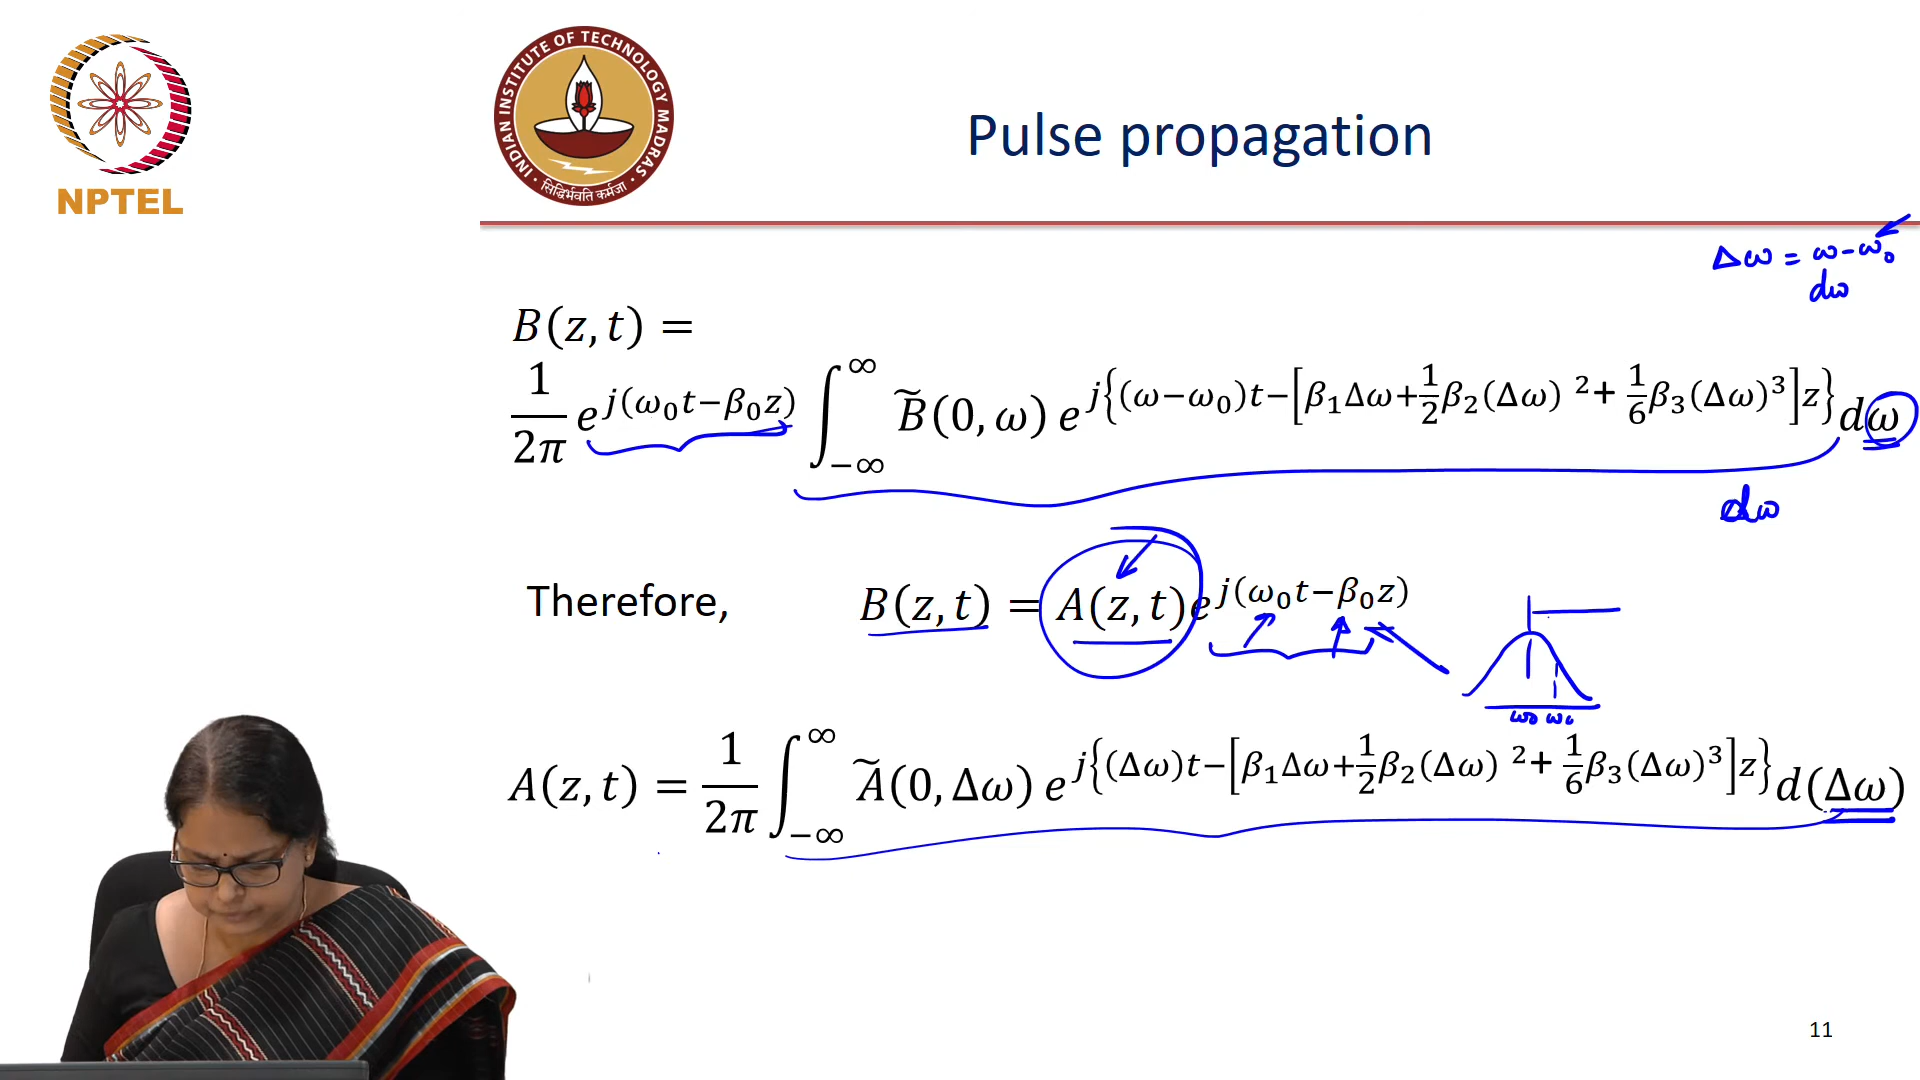 NPTEL
INDIAN INSTITUTE OF TECHNOLOGY MADRAS
सिद्धिर्भवति कर्मजा
Pulse propagation
Δω = ω - ω₀
dω
B(z, t) =
1/2π e^{j(ω₀t−β₀z)} ∫_{−∞}^{∞} B̃(0, ω) e^{j{(ω−ω₀)t−[β₁Δω+½β₂(Δω)²+⅙β₃(Δω)³]z}} dω
dω
Therefore, B(z, t) = A(z, t)e^{j(ω₀t−β₀z)}
ω₀ ω₀
A(z, t) = 1/2π ∫_{−∞}^{∞} Ã(0, Δω) e^{j{(Δω)t−[β₁Δω+½β₂(Δω)²+⅙β₃(Δω)³]z}} d(Δω)
11